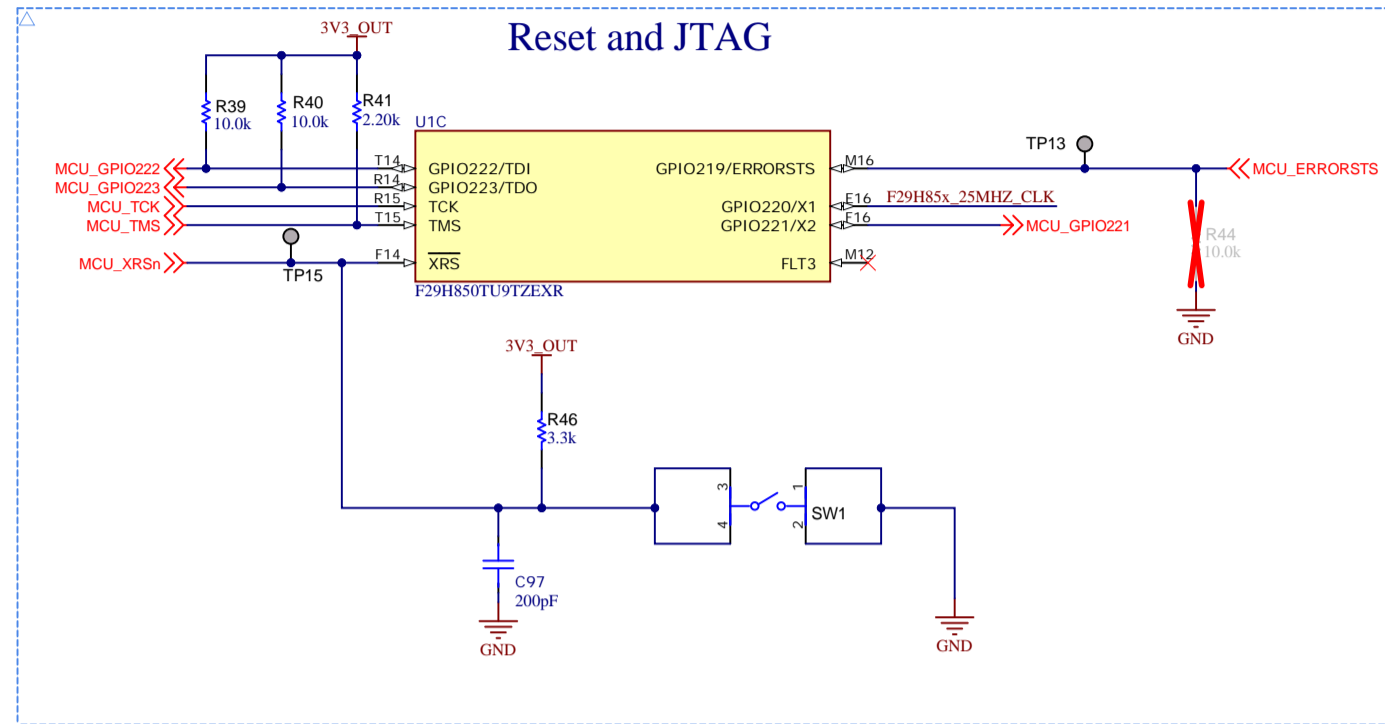 Reset and JTAG
3V3_OUT
R39
10.0k
R40
10.0k
R41
2.20k
U1C
MCU_GPIO222
MCU_GPIO223
MCU_TCK
MCU_TMS
MCU_XRSn
TP15
T14
R14
R15
T15
F14
GPIO222/TDI
GPIO223/TDO
TCK
TMS
XRS
GPIO219/ERRORSTS
GPIO220/X1
GPIO221/X2
FLT3
M16
E16
F16
M12
F29H850TU9TZEXR
TP13
MCU_ERRORSTS
F29H85x_25MHZ_CLK
MCU_GPIO221
R44
10.0k
GND
3V3_OUT
R46
3.3k
3
4
1
2
SW1
C97
200pF
GND
GND